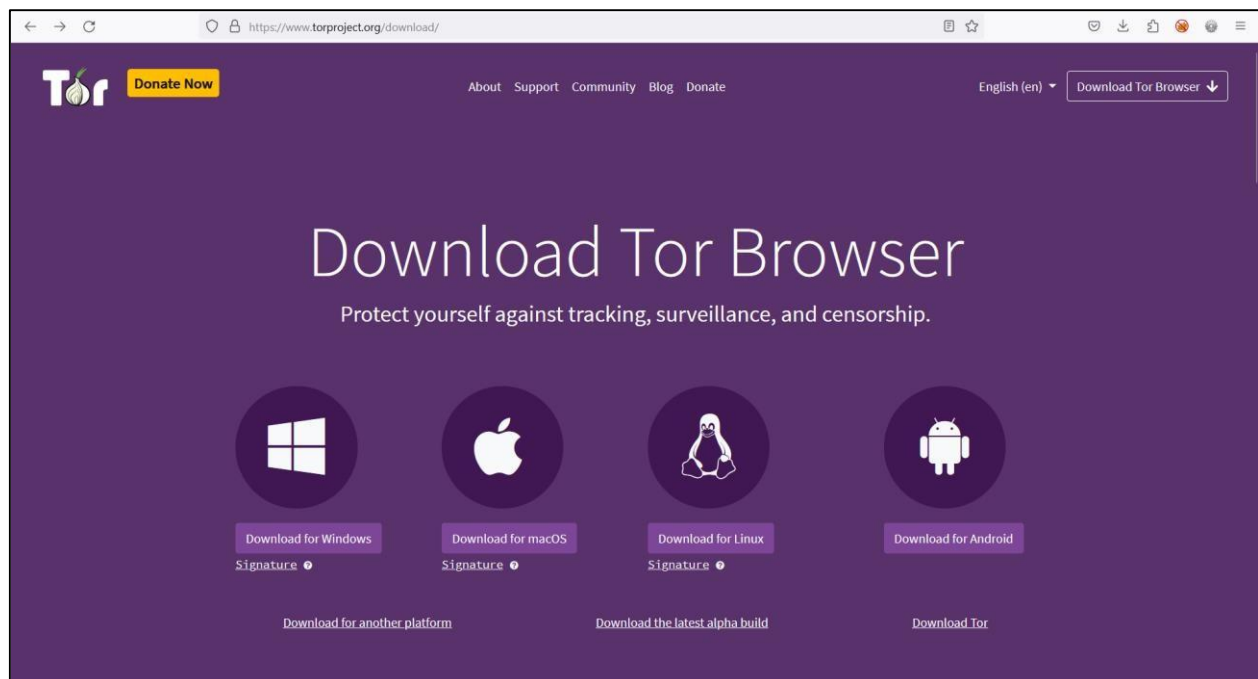 https://www.torproject.org/download/
Tor
Donate Now
About Support Community Blog Donate
English (en)
Download Tor Browser
Download Tor Browser
Protect yourself against tracking, surveillance, and censorship.
Download for Windows
Download for macOS
Download for Linux
Download for Android
Signature ?
Signature ?
Signature ?
Download for another platform
Download the latest alpha build
Download Tor